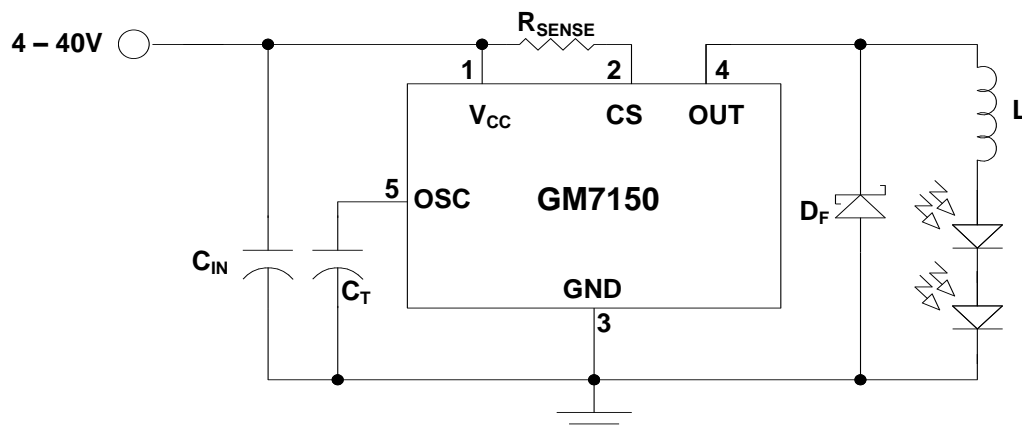 R_SENSE
4 – 40V
1
2
4
V_CC
CS
OUT
L
5
OSC
GM7150
D_F
C_IN
C_T
GND
3